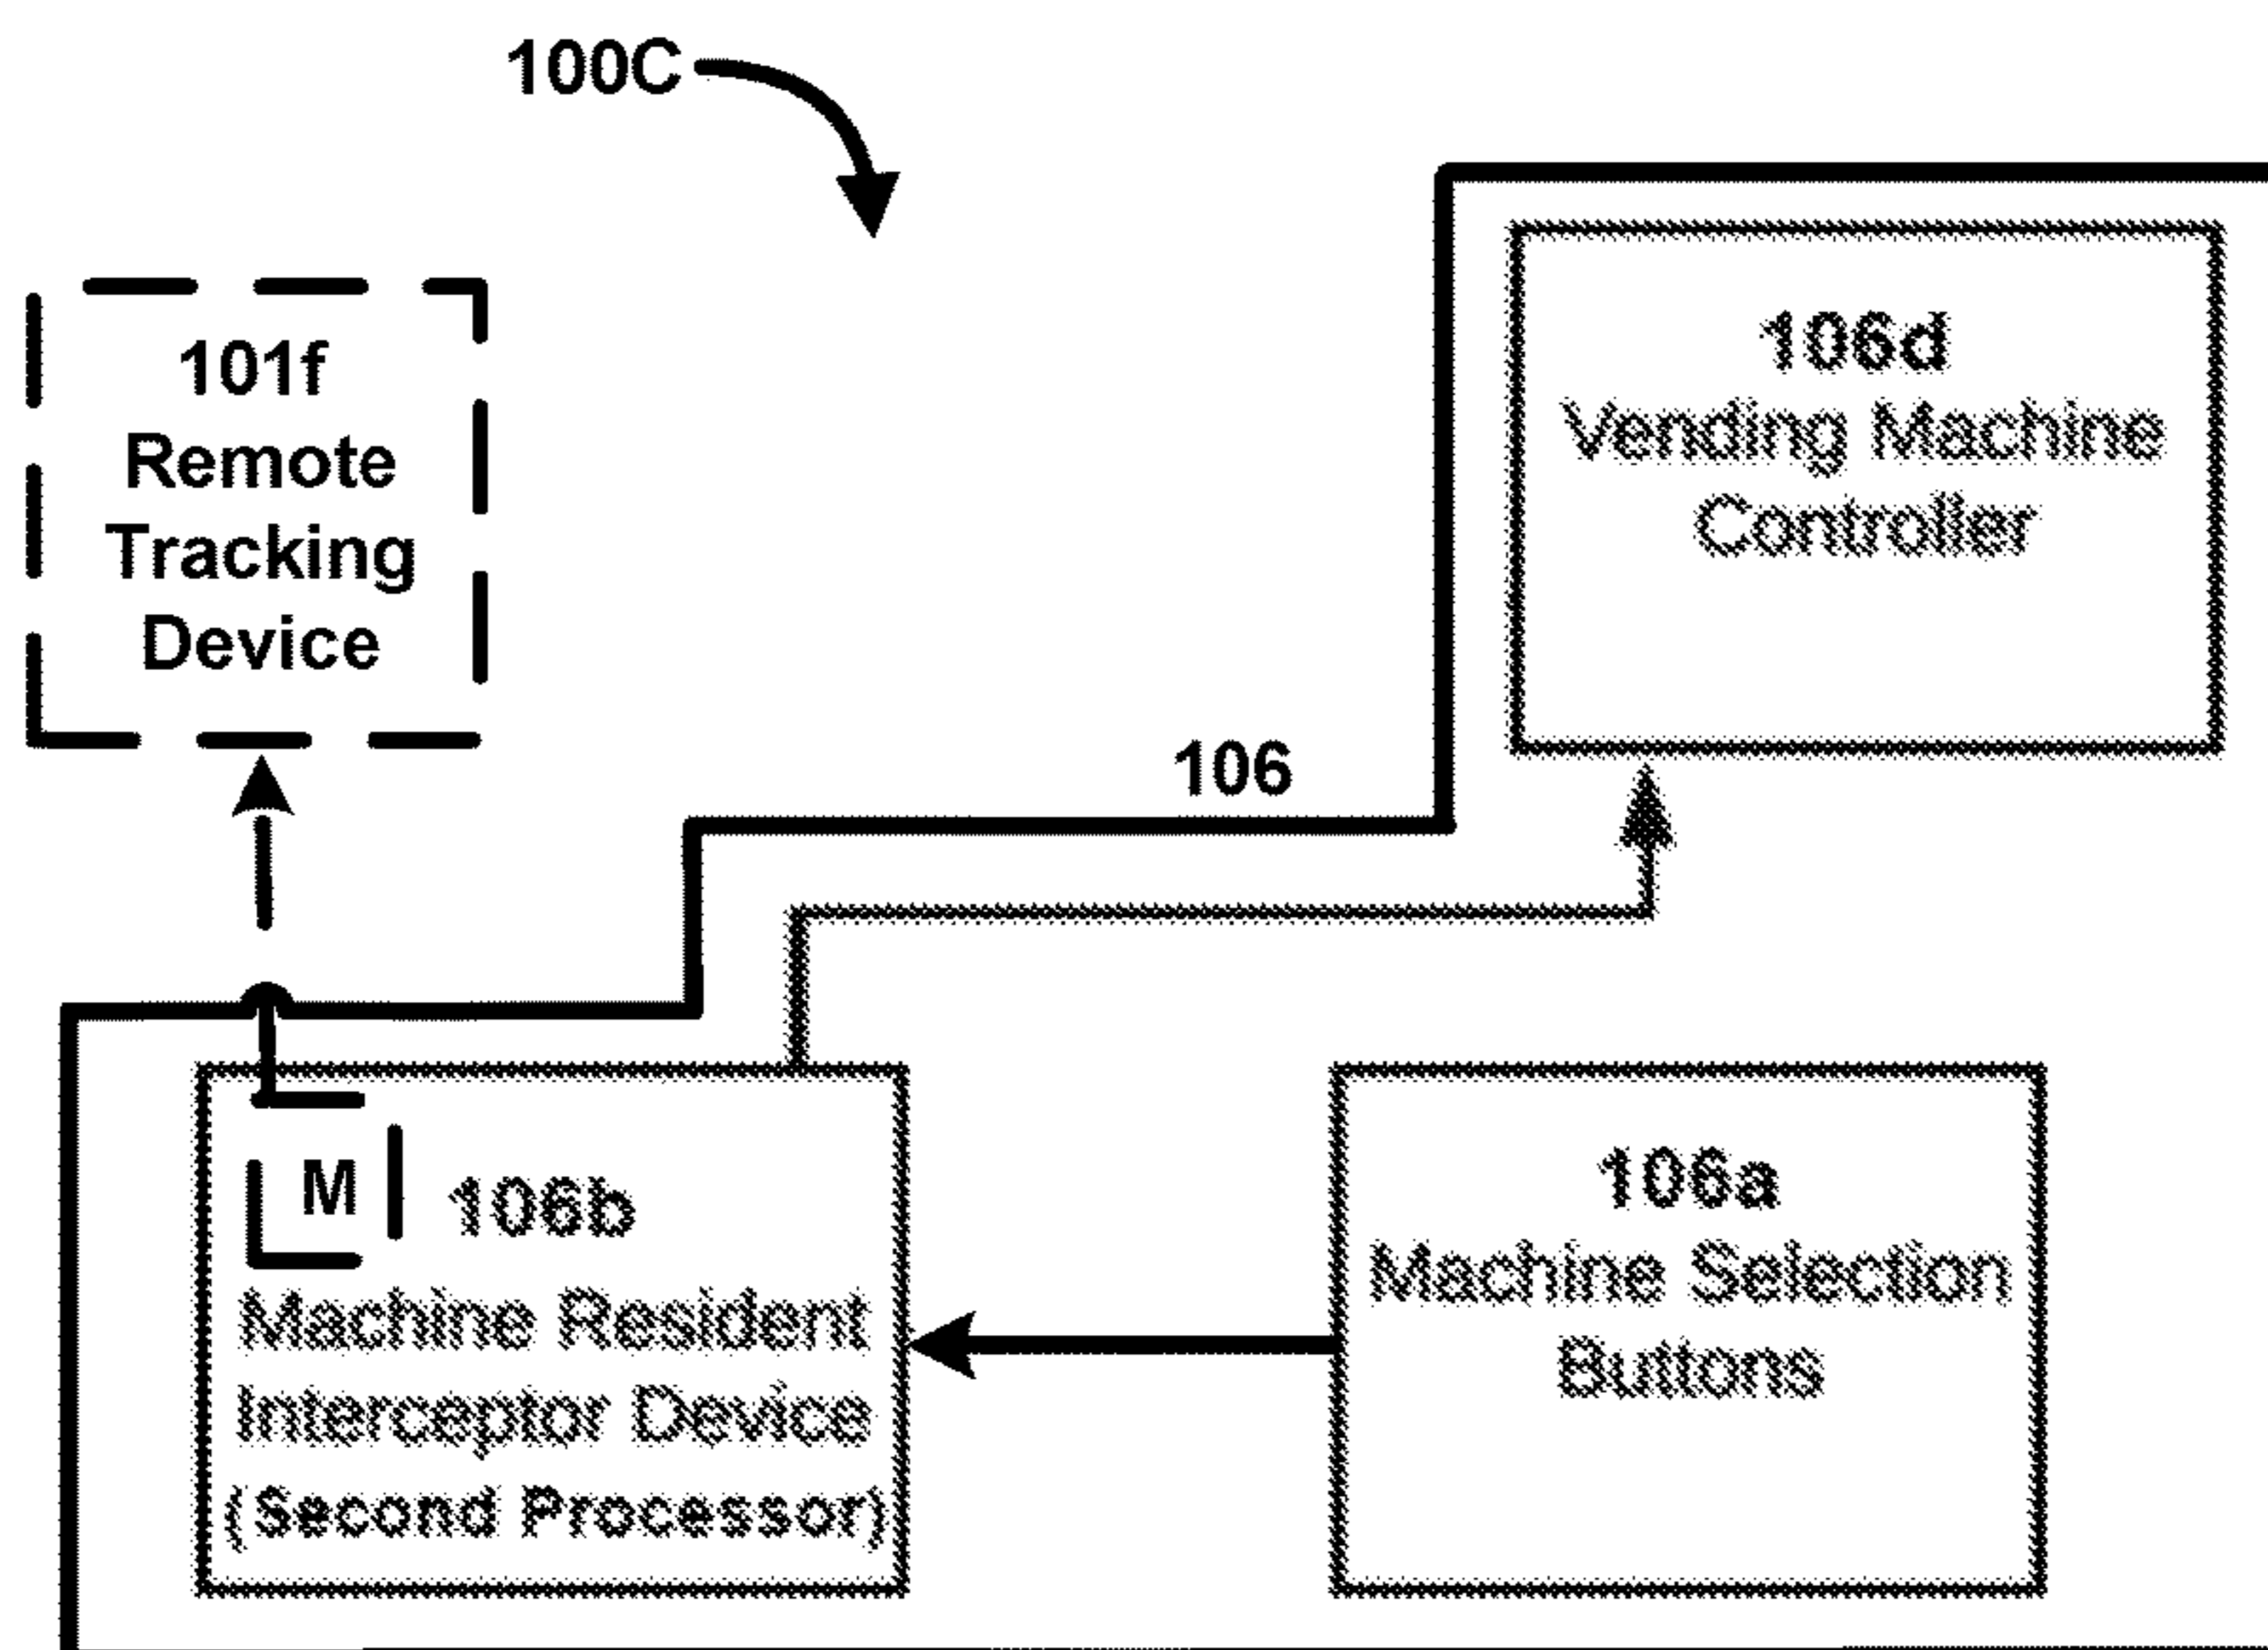 100C
101f
Remote
Tracking
Device
106d
Vending Machine
Controller
106
M
106b
Machine Resident
Interceptor Device
(Second Processor)
106a
Machine Selection
Buttons